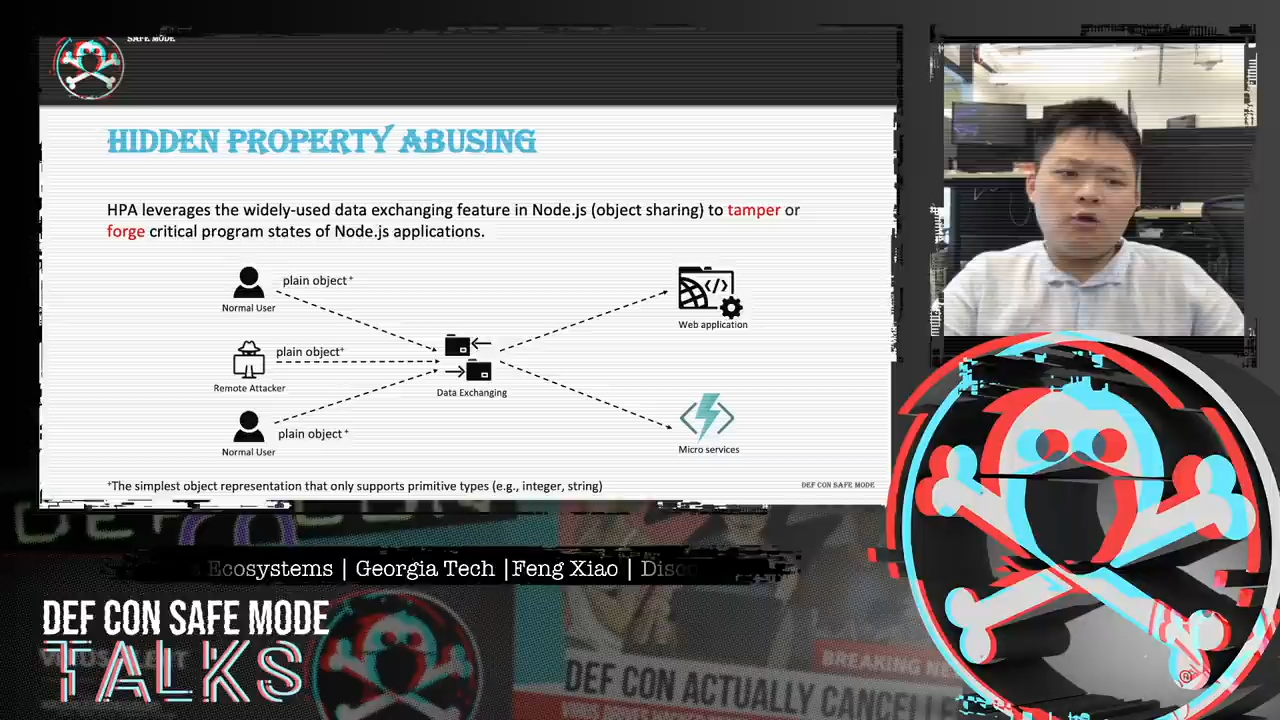 SAFE MODE
HIDDEN PROPERTY ABUSING
HPA leverages the widely-used data exchanging feature in Node.js (object sharing) to tamper or
forge critical program states of Node.js applications.
plain object⁺
Normal User
plain object⁺
Remote Attacker
plain object⁺
Normal User
Data Exchanging
Web application
Micro services
⁺The simplest object representation that only supports primitive types (e.g., integer, string)
DEF CON SAFE MODE
DEF CON
Ecosystems | Georgia Tech |Feng Xiao | Disco
DEF CON SAFE MODE
TALKS
BREAKING NE
DEF CON ACTUALLY CANCELLE
®